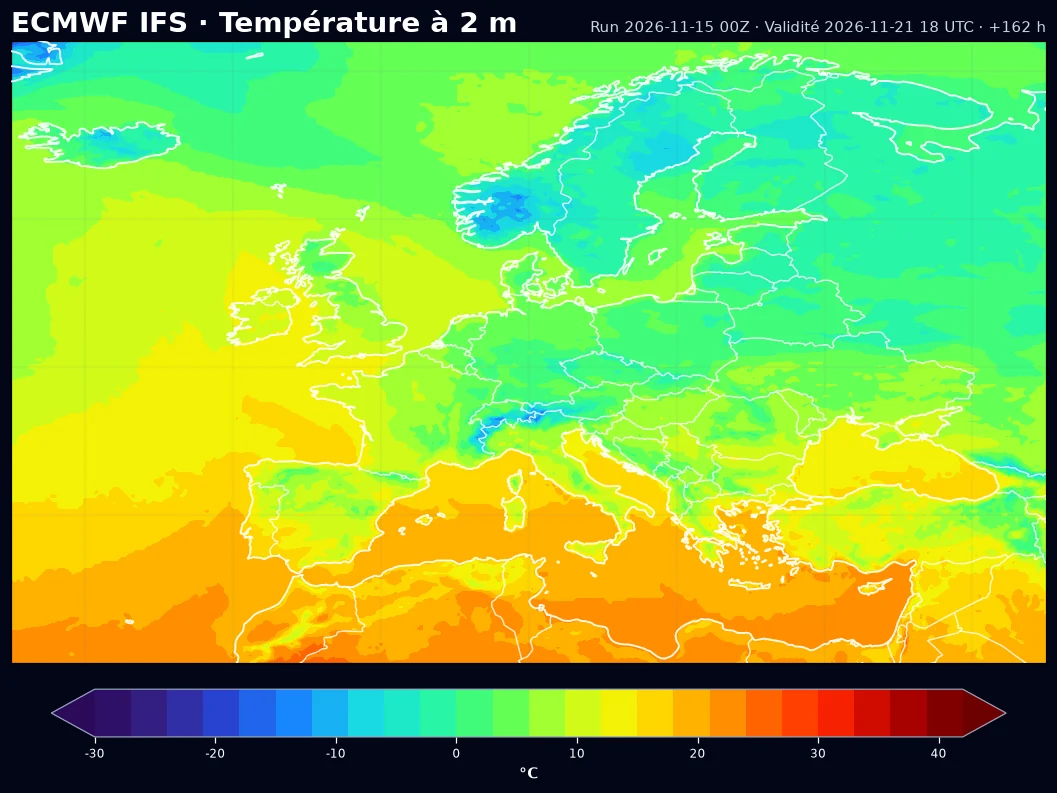 ECMWF IFS · Température à 2 m
Run 2026-11-15 00Z · Validité 2026-11-21 18 UTC · +162 h
-30 -20 -10 0 10 20 30 40
°C